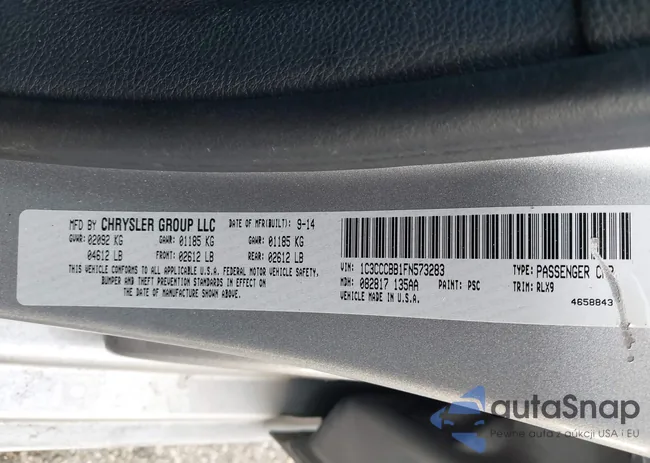 MFD BY CHRYSLER GROUP LLC DATE OF MFR(BUILT): 9-14
GVWR: 02092 KG GAWR: 01185 KG GAWR: 01185 KG
04612 LB FRONT: 02612 LB REAR: 02612 LB
THIS VEHICLE CONFORMS TO ALL APPLICABLE U.S.A. FEDERAL MOTOR VEHICLE SAFETY,
BUMPER AND THEFT PREVENTION STANDARDS IN EFFECT ON
THE DATE OF MANUFACTURE SHOWN ABOVE.
VIN: 1C3CCCBB1FN573283 TYPE: PASSENGER CAR
MDH: 082817 135AA PAINT: PSC TRIM: RLX9
VEHICLE MADE IN U.S.A. 4658843
autaSnap
Pewne auta z aukcji USA i EU